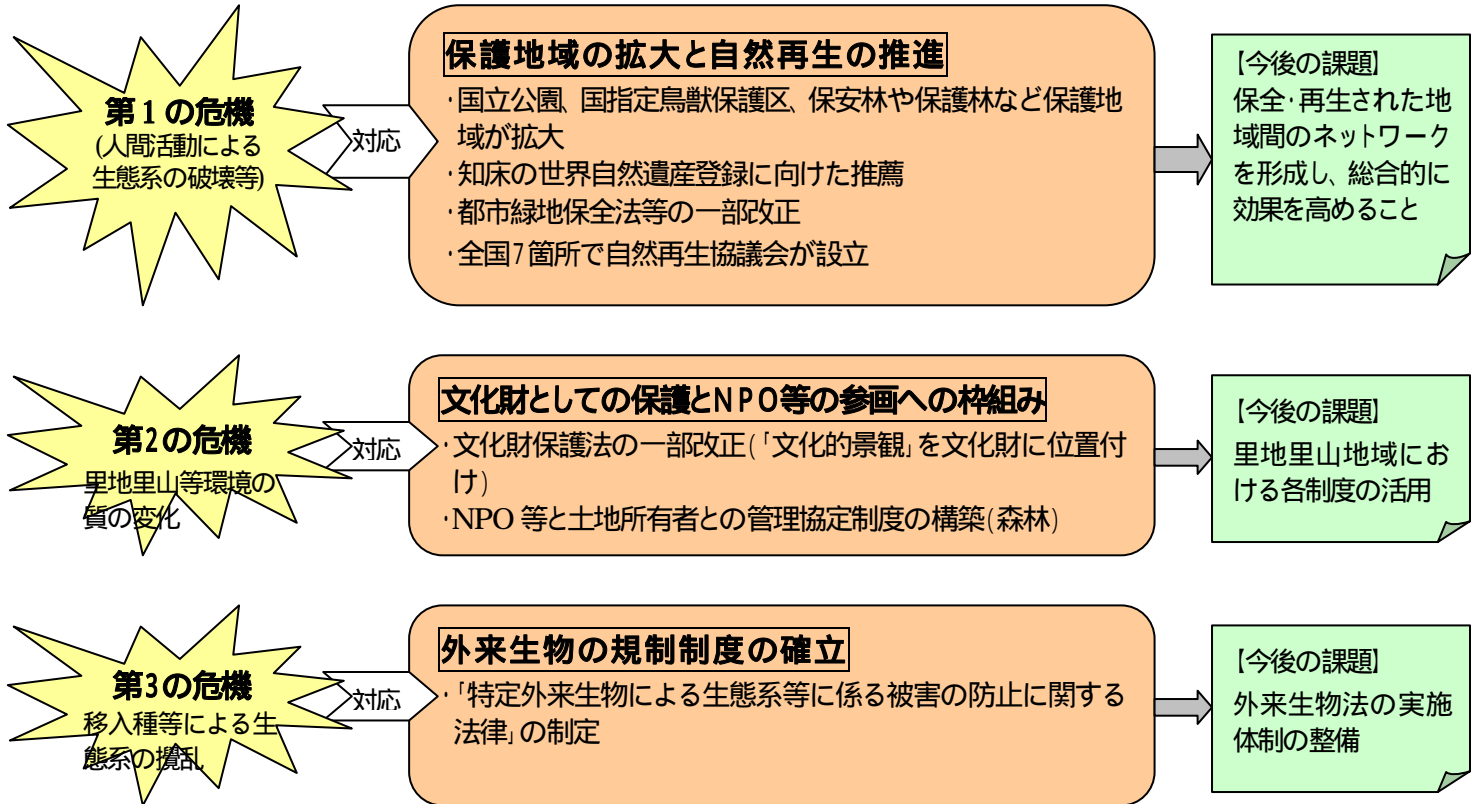 第1の危機
(人間活動による
生態系の破壊等)
対応
保護地域の拡大と自然再生の推進
・国立公園、国指定鳥獣保護区、保安林や保護林など保護地
域が拡大
・知床の世界自然遺産登録に向けた推薦
・都市緑地保全法等の一部改正
・全国7箇所で自然再生協議会が設立
【今後の課題】
保全・再生された地
域間のネットワーク
を形成し、総合的に
効果を高めること
第2の危機
里地里山等環境の
質の変化
対応
文化財としての保護とNPO等の参画への枠組み
・文化財保護法の一部改正(「文化的景観」を文化財に位置付
け)
・NPO 等と土地所有者との管理協定制度の構築(森林)
【今後の課題】
里地里山地域にお
ける各制度の活用
第3の危機
移入種等による生
態系の攪乱
対応
外来生物の規制制度の確立
・「特定外来生物による生態系等に係る被害の防止に関する
法律」の制定
【今後の課題】
外来生物法の実施
体制の整備